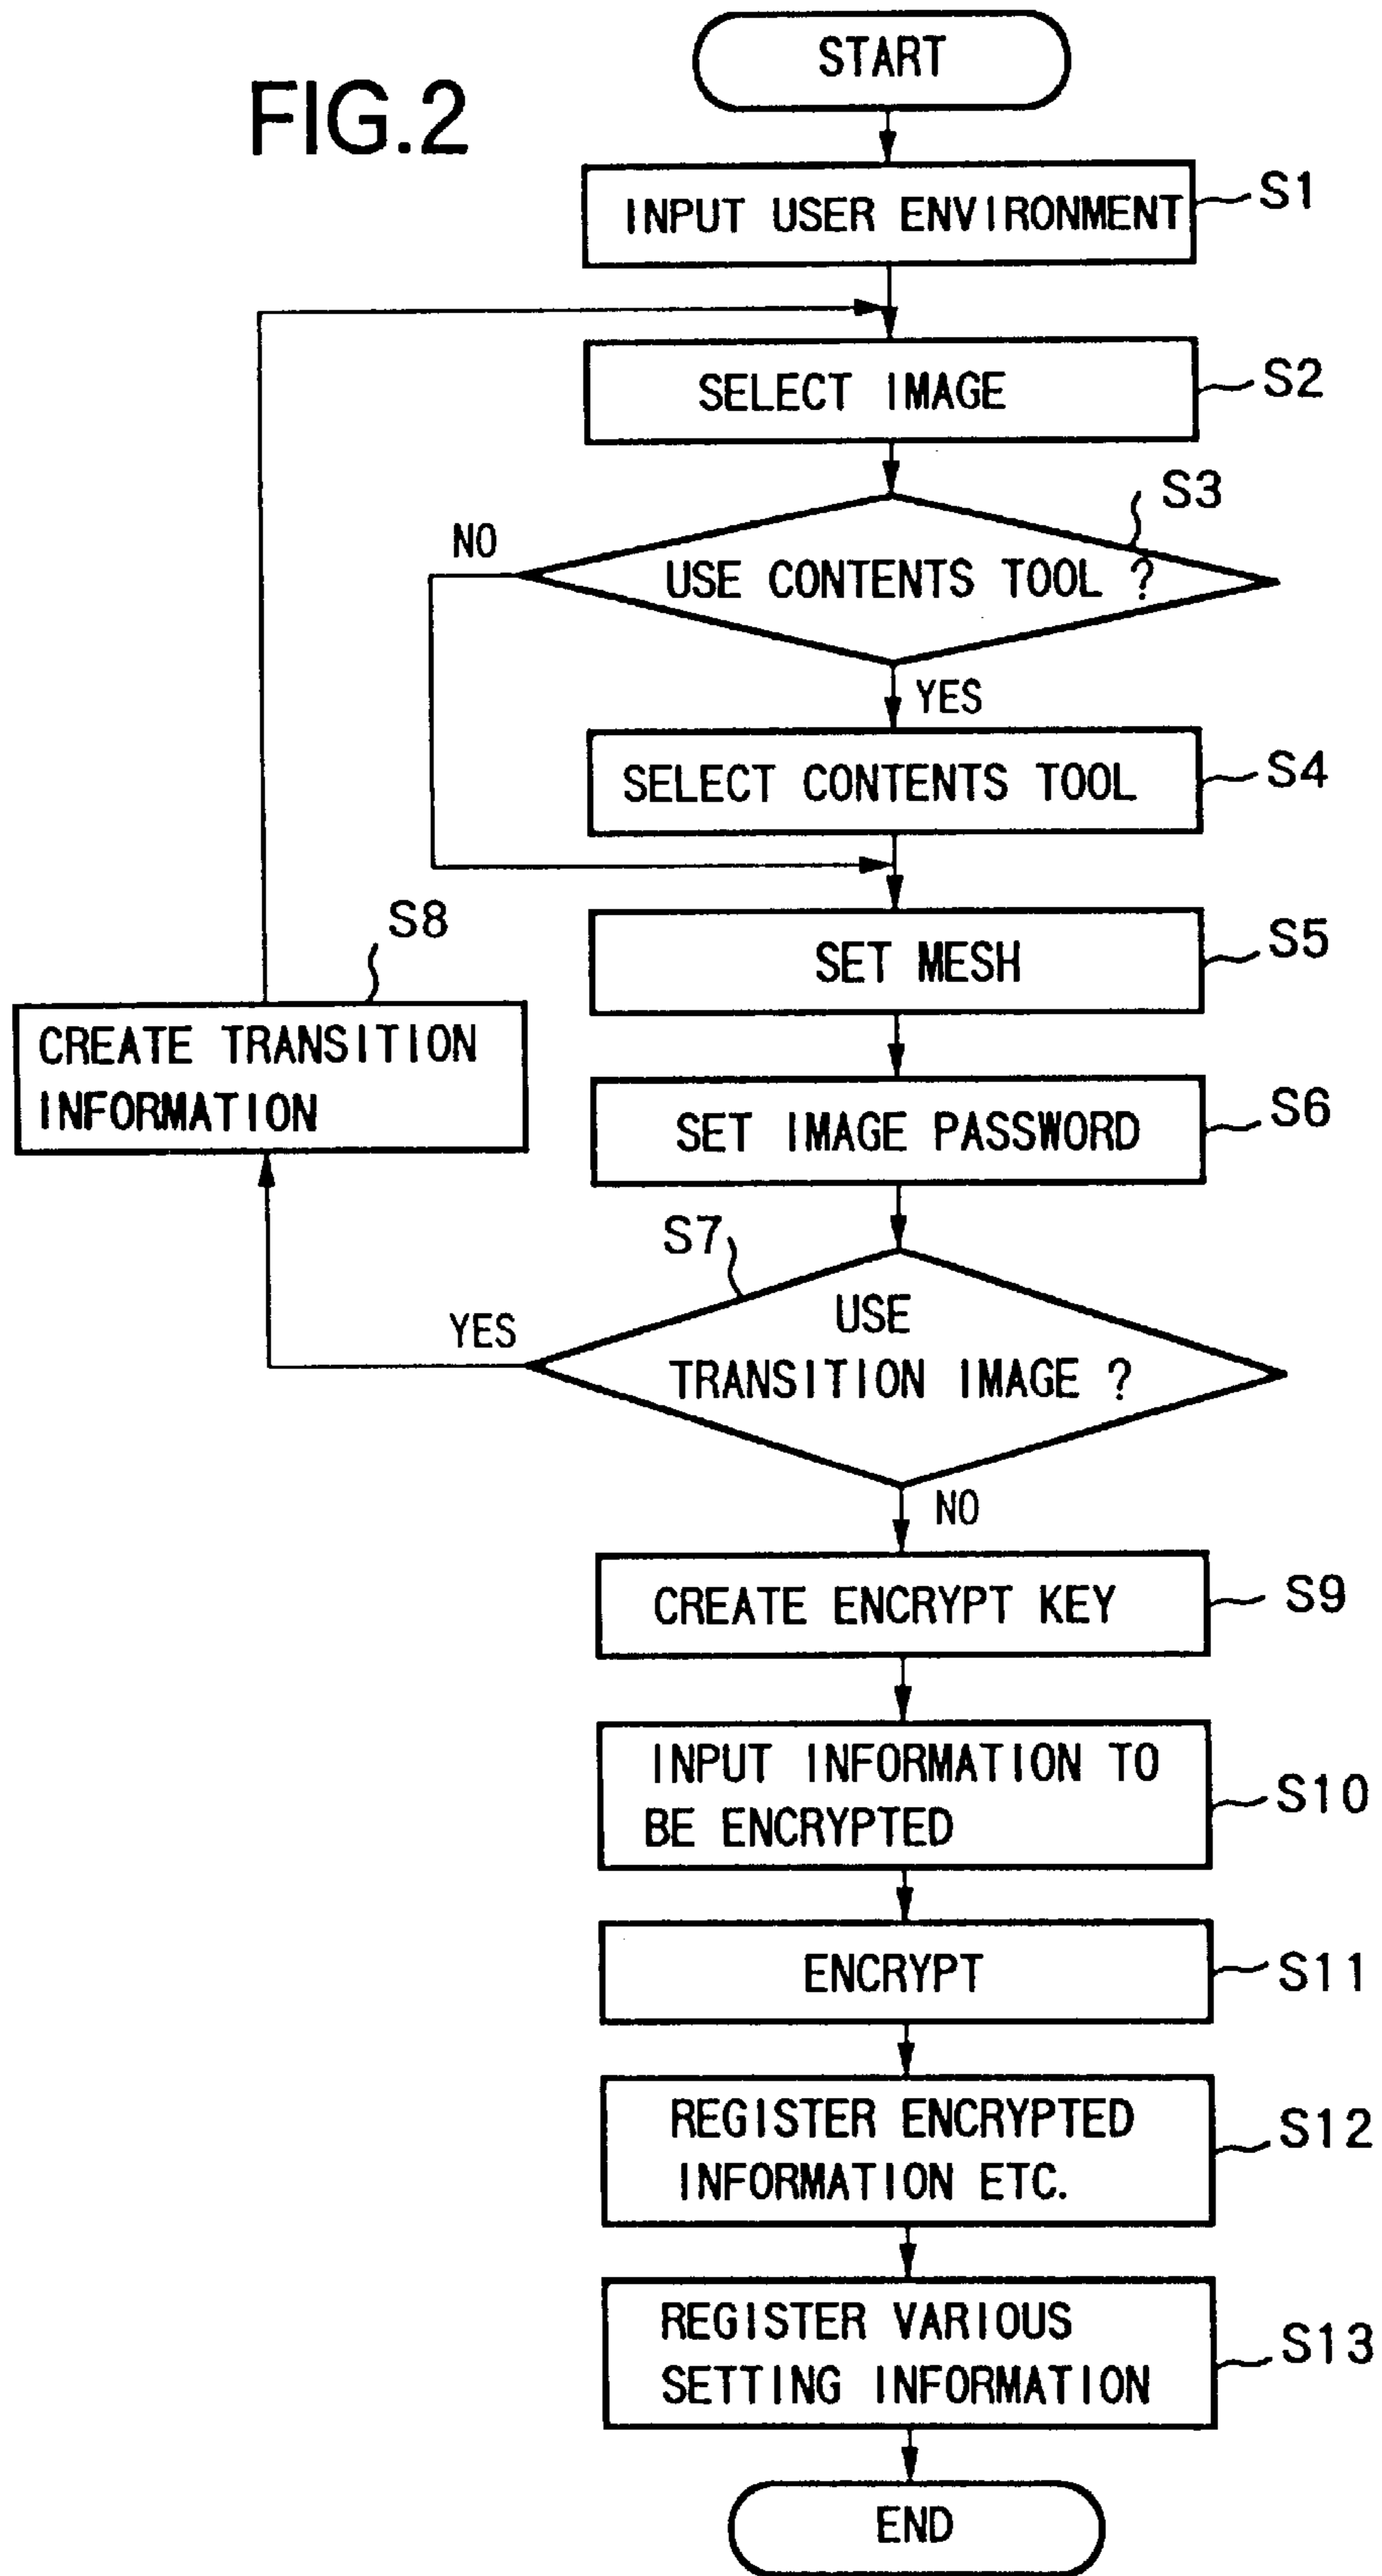 FIG.2
START
INPUT USER ENVIRONMENT
S1
SELECT IMAGE
S2
S3
NO
USE CONTENTS TOOL ?
YES
SELECT CONTENTS TOOL
S4
SET MESH
S5
S8
CREATE TRANSITION
INFORMATION
SET IMAGE PASSWORD
S6
S7
YES
USE
TRANSITION IMAGE ?
NO
CREATE ENCRYPT KEY
S9
INPUT INFORMATION TO
BE ENCRYPTED
S10
ENCRYPT
S11
REGISTER ENCRYPTED
INFORMATION ETC.
S12
REGISTER VARIOUS
SETTING INFORMATION
S13
END